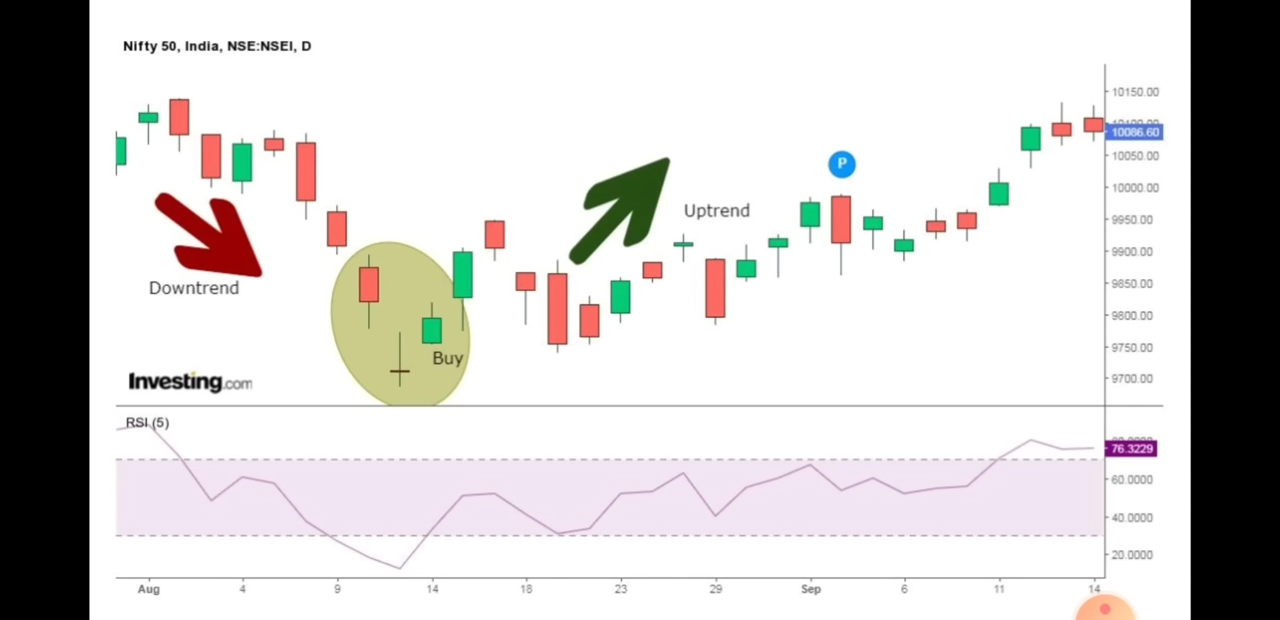 Nifty 50, India, NSE:NSEI, D
10150.00
10100.00
10086.60
10050.00
P
10000.00
Uptrend
9950.00
9900.00
Downtrend
9850.00
9800.00
9750.00
Buy
9700.00
Investing.com
RSI (5)
76.3229
60.0000
40.0000
20.0000
Aug 4 9 14 18 23 29 Sep 6 11 14